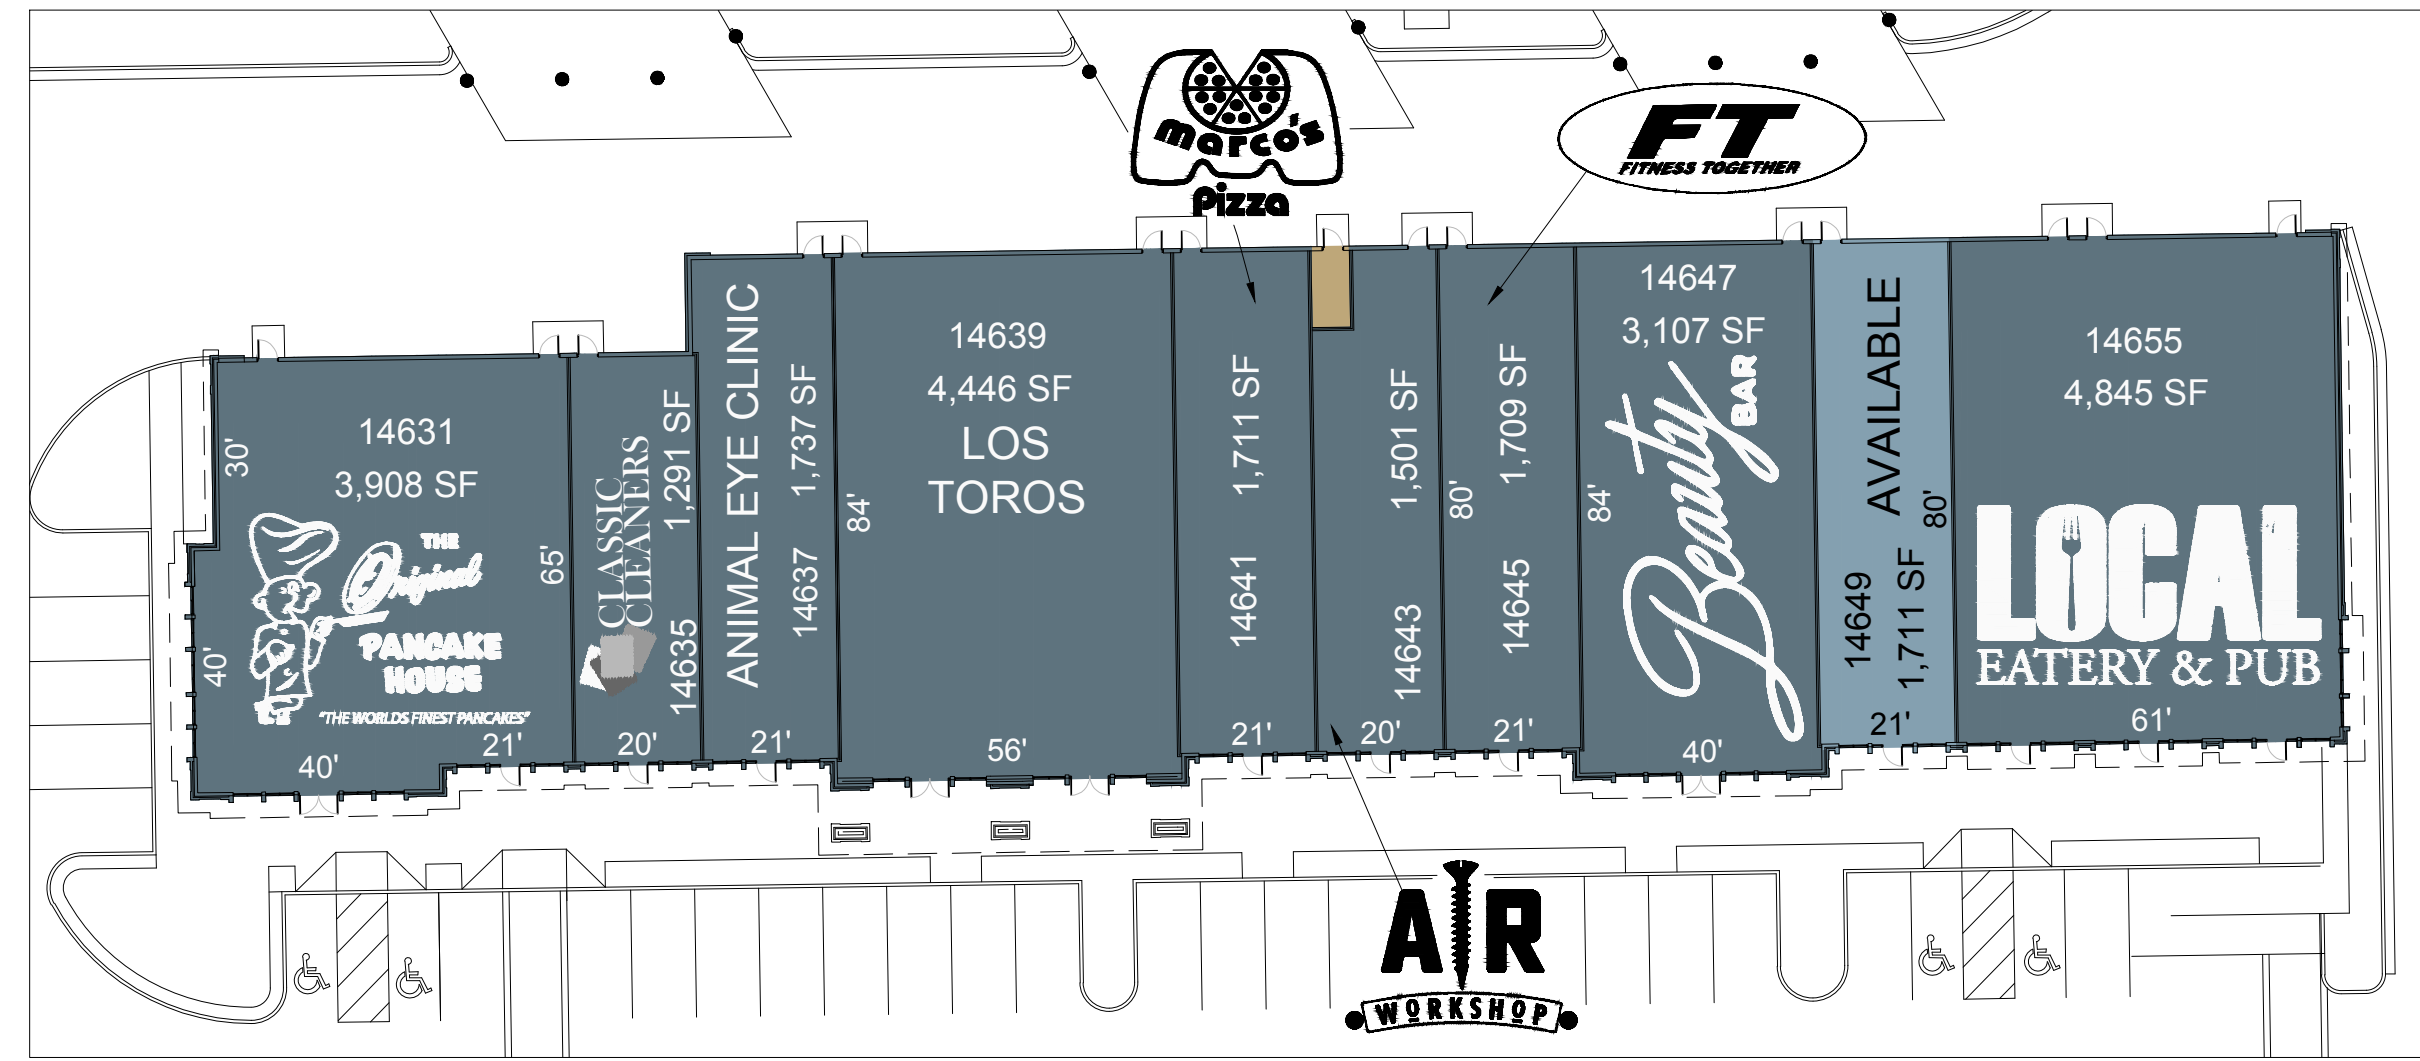 marco's
Pizza
FT
FITNESS TOGETHER
14631
3,908 SF
30'
40'
65'
40'
21'
THE
Original
PANCAKE
HOUSE
"THE WORLDS FINEST PANCAKES"
CLASSIC
CLEANERS
14635 1,291 SF
20'
ANIMAL EYE CLINIC
14637 1,737 SF
21'
14639
4,446 SF
LOS
TOROS
84'
56'
14641 1,711 SF
21'
14643 1,501 SF
20'
14645 1,709 SF
80'
21'
14647
3,107 SF
Beauty
BAR
84'
40'
AVAILABLE
14649
1,711 SF
80'
21'
14655
4,845 SF
LOCAL
EATERY & PUB
61'
AR
WORKSHOP